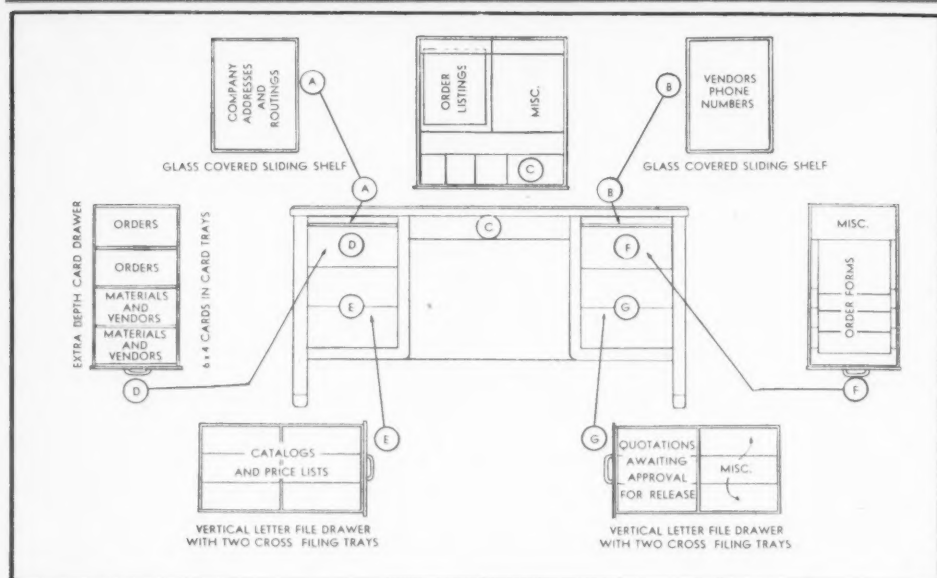 COMPANY
ADDRESSES
AND
ROUTINGS
A
GLASS COVERED SLIDING SHELF
ORDER
LISTINGS
MISC.
C
B
VENDORS
PHONE
NUMBERS
GLASS COVERED SLIDING SHELF
A
B
C
D
F
E
G
EXTRA DEPTH CARD DRAWER
ORDERS
ORDERS
MATERIALS
AND
VENDORS
MATERIALS
AND
VENDORS
6 x 4 CARDS IN CARD TRAYS
D
MISC.
ORDER FORMS
F
CATALOGS
AND PRICE LISTS
E
VERTICAL LETTER FILE DRAWER
WITH TWO CROSS FILING TRAYS
G
QUOTATIONS
AWAITING
APPROVAL
FOR RELEASE
MISC.
VERTICAL LETTER FILE DRAWER
WITH TWO CROSS FILING TRAYS